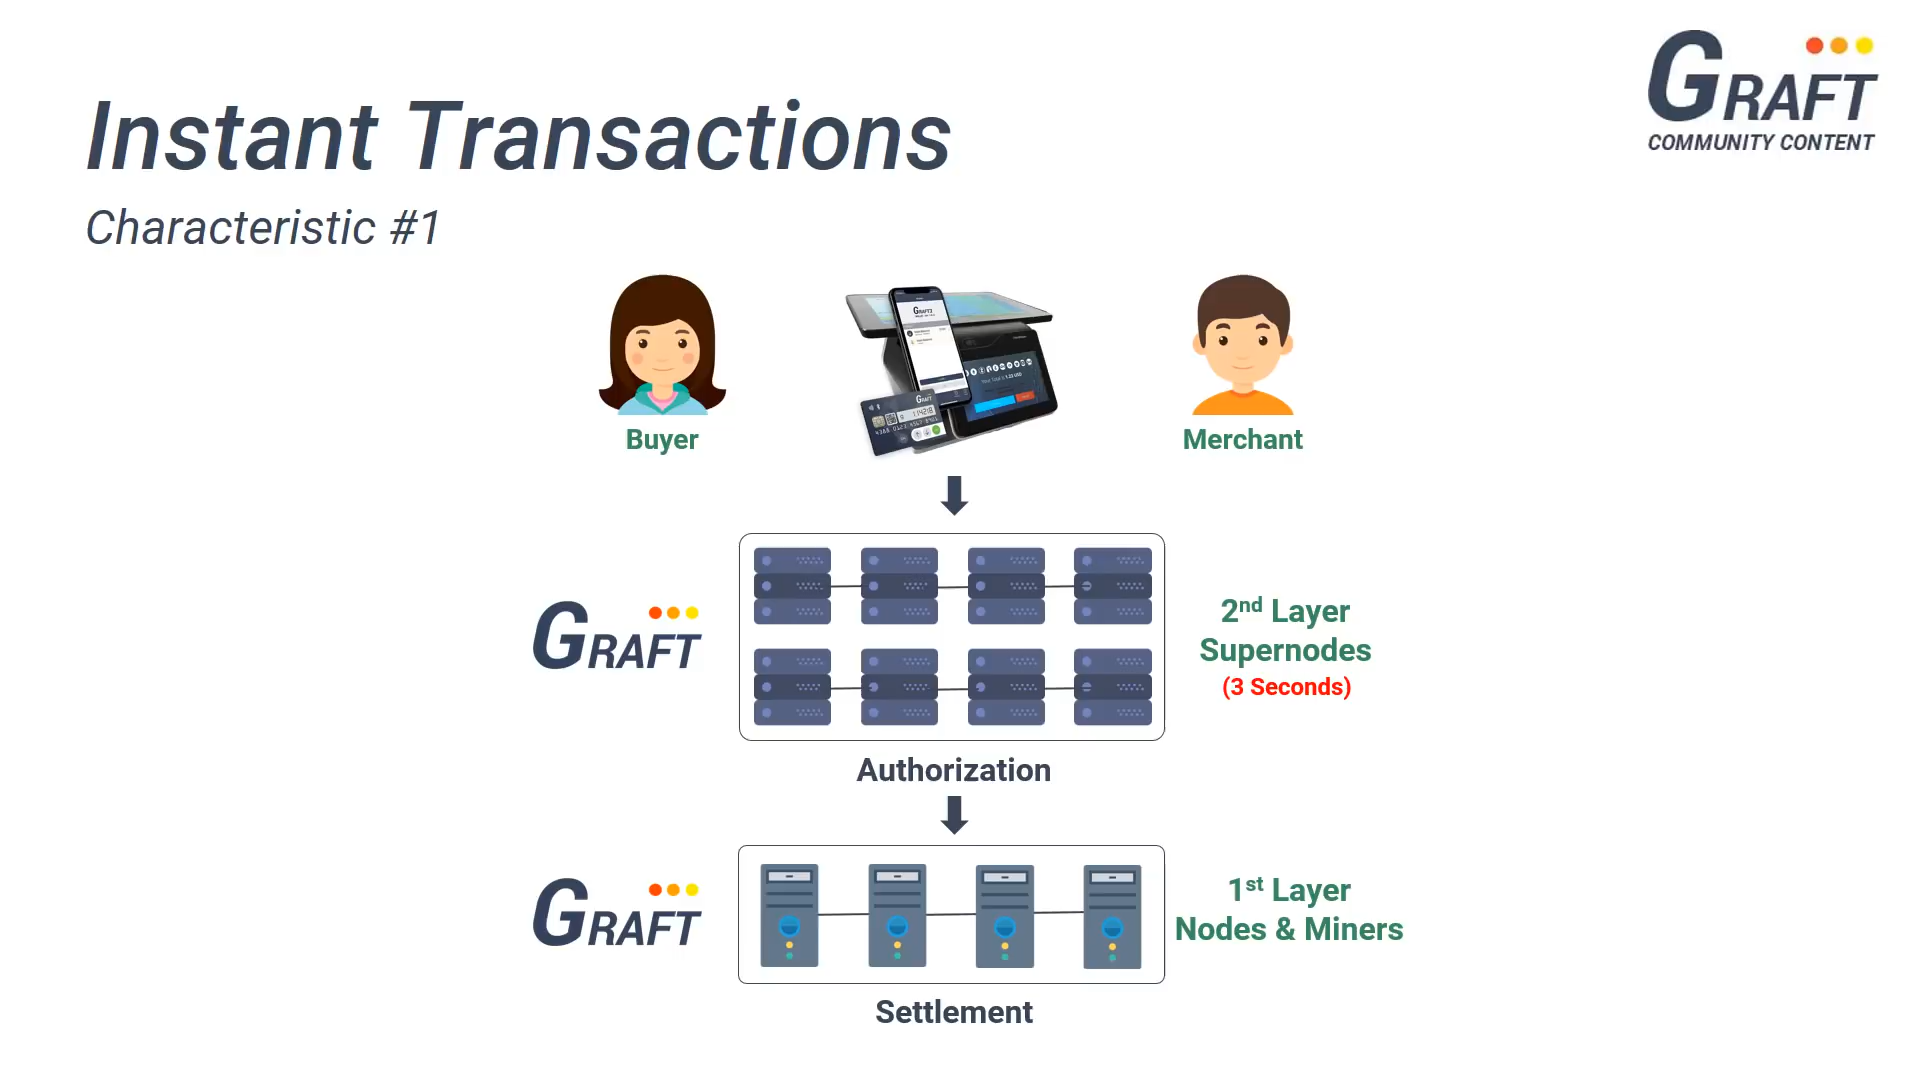 GRAFT
COMMUNITY CONTENT
Instant Transactions
Characteristic #1
Buyer
Merchant
GRAFT
2nd Layer
Supernodes
(3 Seconds)
Authorization
GRAFT
1st Layer
Nodes & Miners
Settlement